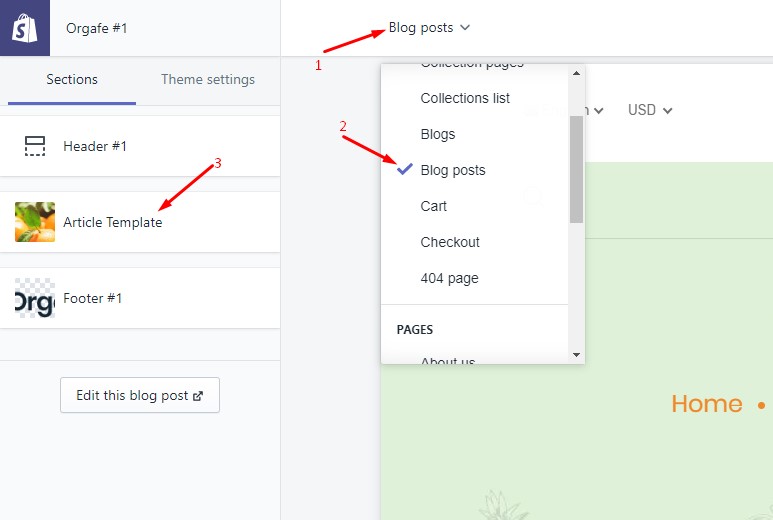 Orgafe #1
Blog posts
1
Sections
Theme settings
Collection pages
Collections list
USD
2
Blogs
Header #1
3
Blog posts
Cart
Article Template
Checkout
404 page
Footer #1
Orga
PAGES
About us
Edit this blog post
Home